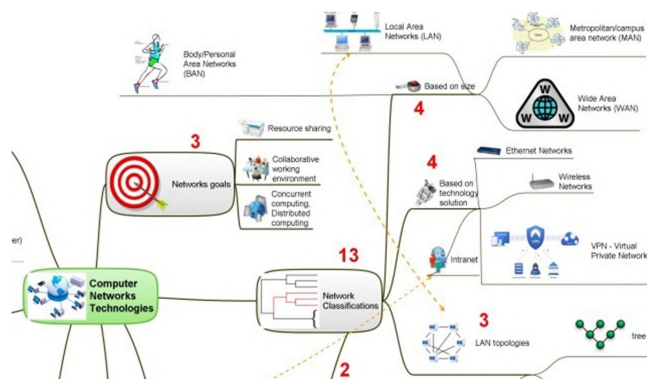 Local Area
Networks (LAN)
Metropolitan/campus
area network (MAN)
Body/Personal
Area Networks
(BAN)
Based on size
4
W
W W
Wide Area
Networks (WAN)
3
Resource sharing
Networks goals
Collaborative
working
environment
Concurrent
computing,
Distributed
computing
4
Based on
technology
solution
Ethernet Networks
Wireless
Networks
VPN - Virtual
Private Network
Intranet
13
Computer
Networks
Technologies
Network
Classifications
3
LAN topologies
tree
2